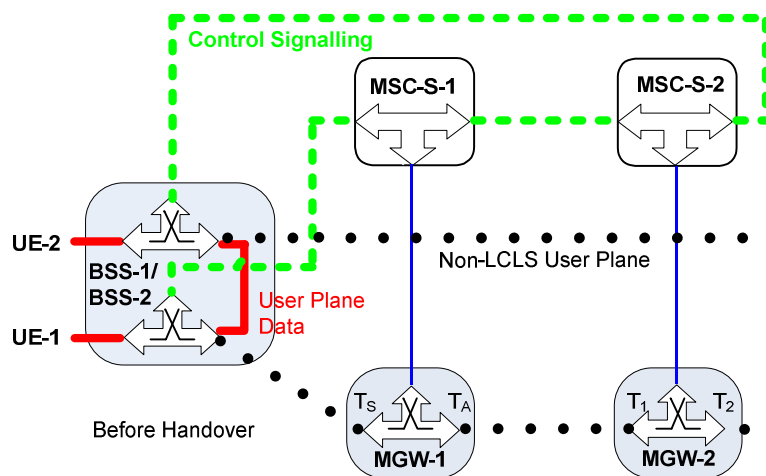 Control Signalling
MSC-S-1
MSC-S-2
UE-2
BSS-1/
BSS-2
Non-LCLS User Plane
User Plane
Data
UE-1
TS
TA
T1
T2
Before Handover
MGW-1
MGW-2